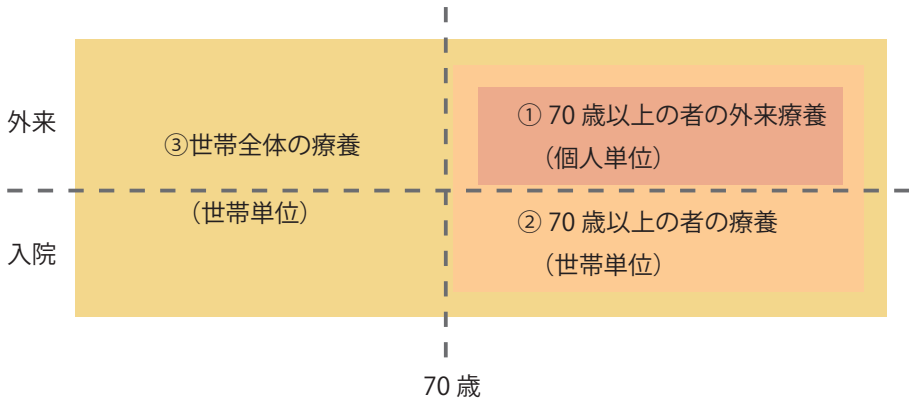 外来
① 70 歳以上の者の外来療養
(個人単位)
③世帯全体の療養
(世帯単位)
入院
② 70 歳以上の者の療養
(世帯単位)
70 歳